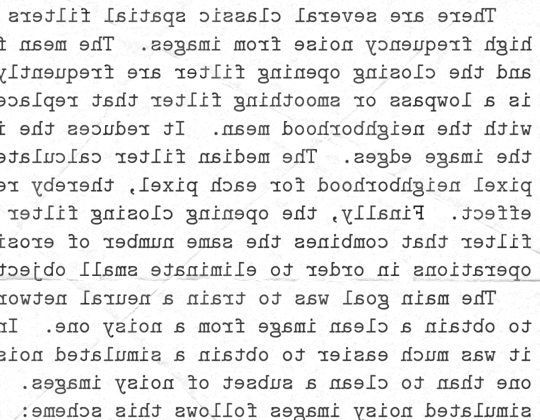 There are several classic spatial filters
high frequency noise from images. The mean f
and the closing opening filter are frequently
is a lowpass or smoothing filter that replace
with the neighborhood mean. It reduces the i
the image edges. The median filter calculate
pixel neighborhood for each pixel, thereby re
effect. Finally, the opening closing filter
filter that combines the same number of erosi
operations in order to eliminate small object
The main goal was to train a neural networ
to obtain a clean image from a noisy one. In
it was much easier to obtain a simulated nois
one than to clean a subset of noisy images.
simulated noisy images follows this scheme: